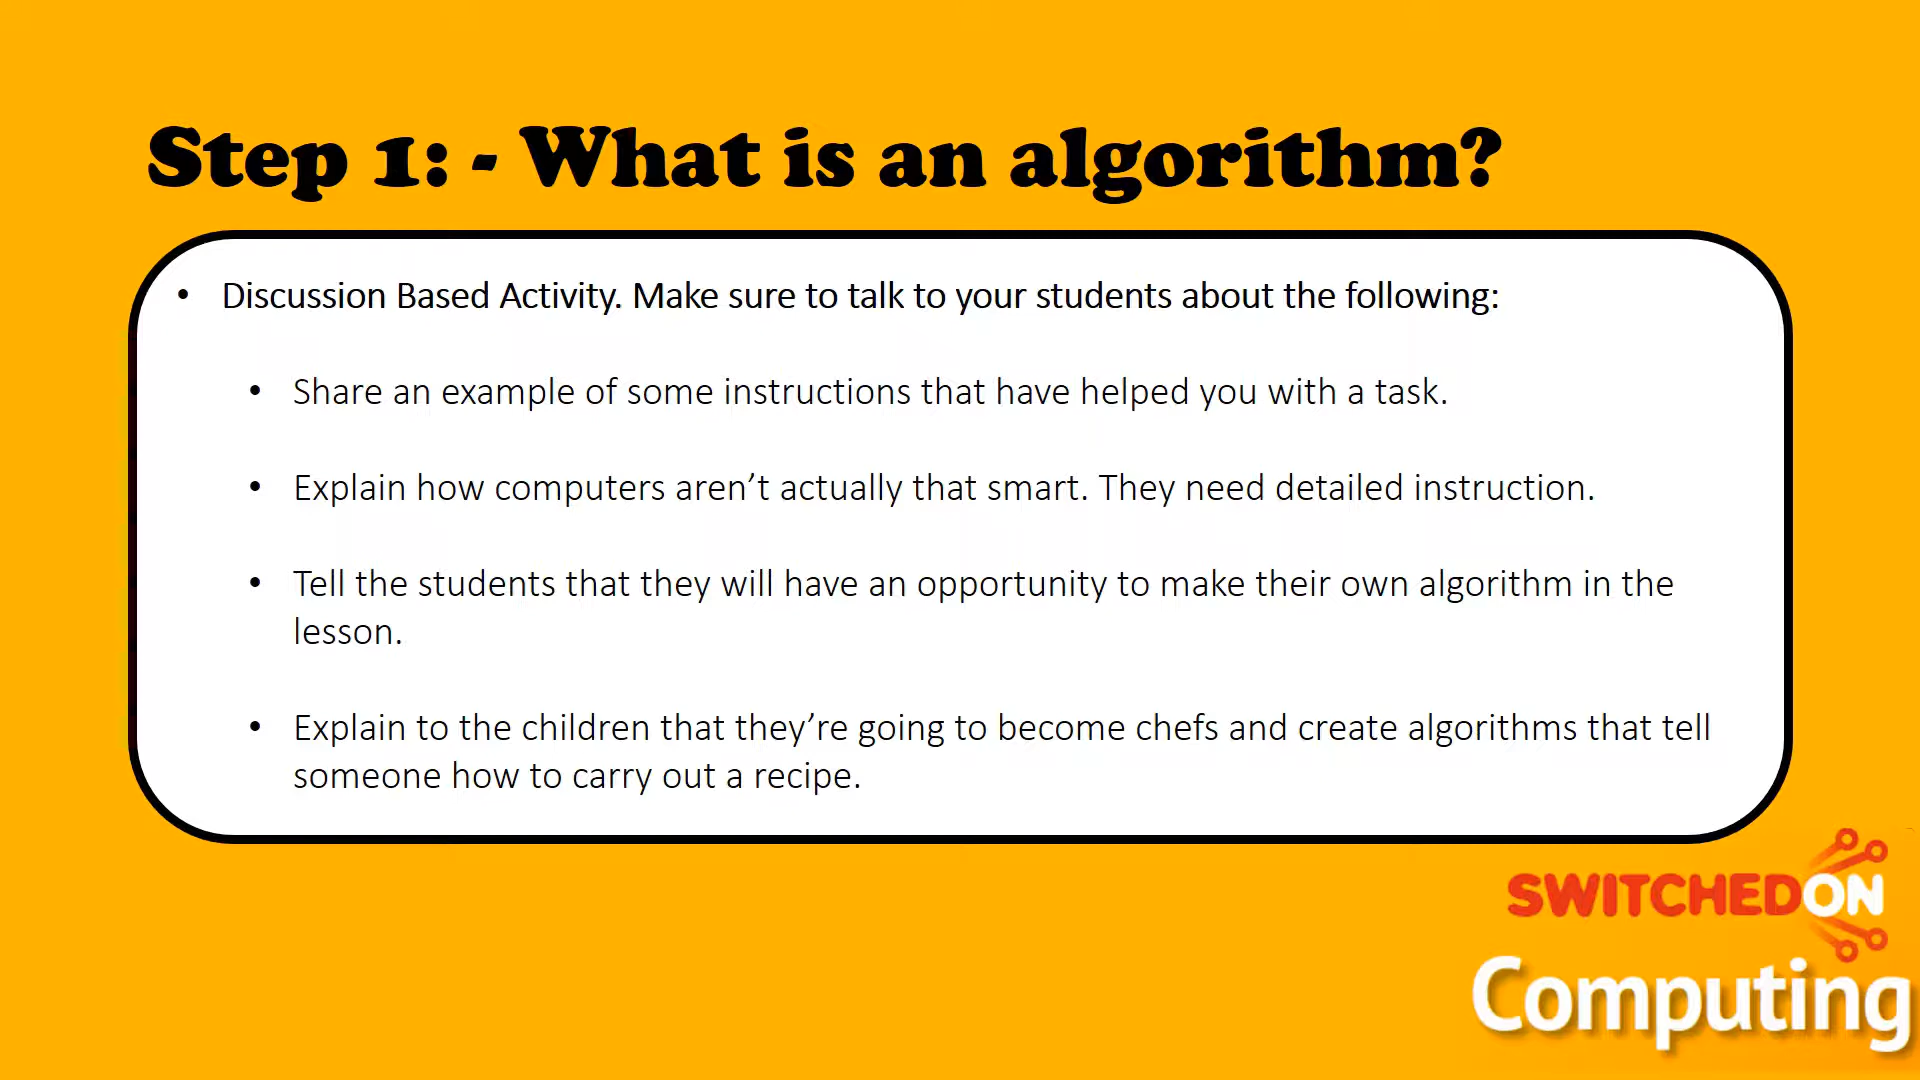 Step 1: - What is an algorithm?
• Discussion Based Activity. Make sure to talk to your students about the following:
• Share an example of some instructions that have helped you with a task.
• Explain how computers aren’t actually that smart. They need detailed instruction.
• Tell the students that they will have an opportunity to make their own algorithm in the
lesson.
• Explain to the children that they’re going to become chefs and create algorithms that tell
someone how to carry out a recipe.
SWITCHEDON
Computing